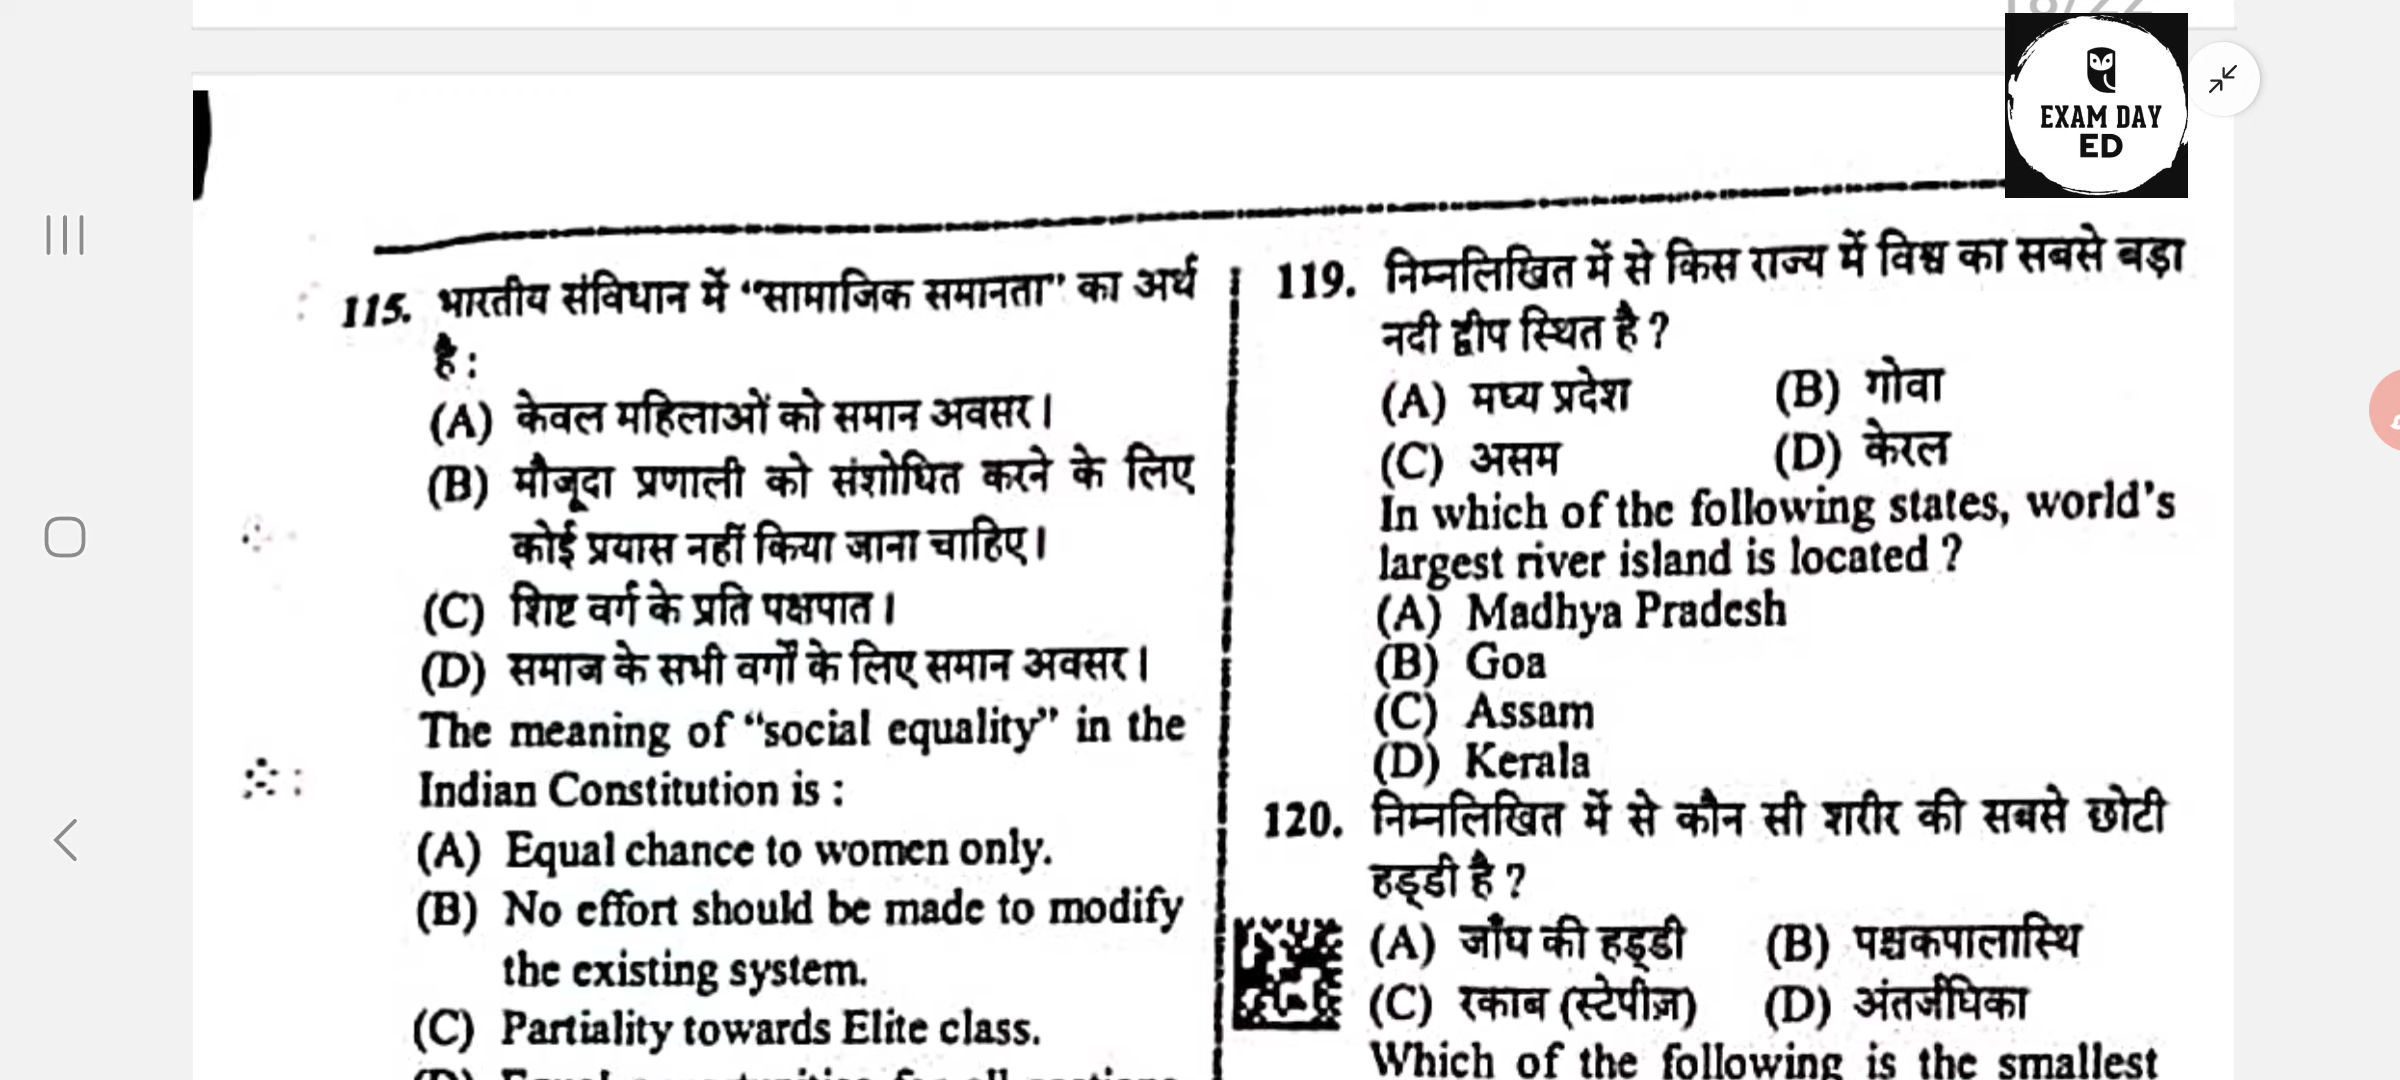 18/22
EXAM DAY
ED
115. भारतीय संविधान में “सामाजिक समानता” का अर्थ
है :
(A) केवल महिलाओं को समान अवसर।
(B) मौजूदा प्रणाली को संशोधित करने के लिए
कोई प्रयास नहीं किया जाना चाहिए।
(C) शिष्ट वर्ग के प्रति पक्षपात।
(D) समाज के सभी वर्गों के लिए समान अवसर।
The meaning of “social equality” in the
Indian Constitution is :
(A) Equal chance to women only.
(B) No effort should be made to modify
the existing system.
(C) Partiality towards Elite class.
119. निम्नलिखित में से किस राज्य में विश्व का सबसे बड़ा
नदी द्वीप स्थित है ?
(A) मध्य प्रदेश (B) गोवा
(C) असम (D) केरल
In which of the following states, world’s
largest river island is located ?
(A) Madhya Pradesh
(B) Goa
(C) Assam
(D) Kerala
120. निम्नलिखित में से कौन सी शरीर की सबसे छोटी
हड्डी है ?
(A) जाँघ की हड्डी (B) पश्चकपालास्थि
(C) रकाब (स्टेपीज़) (D) अंतर्जंघिका
Which of the following is the smallest